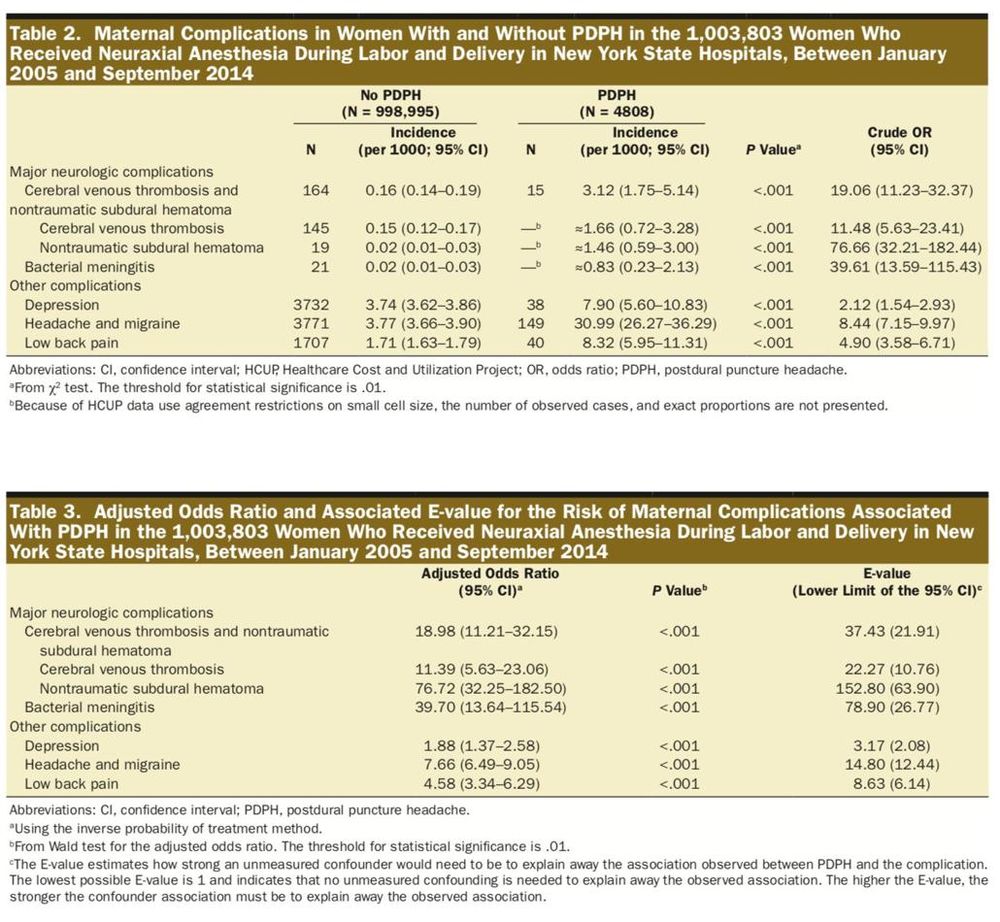 Table 2. Maternal Complications in Women With and Without PDPH in the 1,003,803 Women Who
Received Neuraxial Anesthesia During Labor and Delivery in New York State Hospitals, Between January
2005 and September 2014
No PDPH PDPH
(N = 998,995) (N = 4808)
Incidence Incidence Crude OR
N (per 1000; 95% CI) N (per 1000; 95% CI) P Valueᵃ (95% CI)
Major neurologic complications
Cerebral venous thrombosis and 164 0.16 (0.14–0.19) 15 3.12 (1.75–5.14) <.001 19.06 (11.23–32.37)
nontraumatic subdural hematoma
Cerebral venous thrombosis 145 0.15 (0.12–0.17) —ᵇ ≈1.66 (0.72–3.28) <.001 11.48 (5.63–23.41)
Nontraumatic subdural hematoma 19 0.02 (0.01–0.03) —ᵇ ≈1.46 (0.59–3.00) <.001 76.66 (32.21–182.44)
Bacterial meningitis 21 0.02 (0.01–0.03) —ᵇ ≈0.83 (0.23–2.13) <.001 39.61 (13.59–115.43)
Other complications
Depression 3732 3.74 (3.62–3.86) 38 7.90 (5.60–10.83) <.001 2.12 (1.54–2.93)
Headache and migraine 3771 3.77 (3.66–3.90) 149 30.99 (26.27–36.29) <.001 8.44 (7.15–9.97)
Low back pain 1707 1.71 (1.63–1.79) 40 8.32 (5.95–11.31) <.001 4.90 (3.58–6.71)
Abbreviations: CI, confidence interval; HCUP, Healthcare Cost and Utilization Project; OR, odds ratio; PDPH, postdural puncture headache.
ᵃFrom χ² test. The threshold for statistical significance is .01.
ᵇBecause of HCUP data use agreement restrictions on small cell size, the number of observed cases, and exact proportions are not presented.
Table 3. Adjusted Odds Ratio and Associated E-value for the Risk of Maternal Complications Associated
With PDPH in the 1,003,803 Women Who Received Neuraxial Anesthesia During Labor and Delivery in New
York State Hospitals, Between January 2005 and September 2014
Adjusted Odds Ratio E-value
(95% CI)ᵃ P Valueᵇ (Lower Limit of the 95% CI)ᶜ
Major neurologic complications
Cerebral venous thrombosis and nontraumatic 18.98 (11.21–32.15) <.001 37.43 (21.91)
subdural hematoma
Cerebral venous thrombosis 11.39 (5.63–23.06) <.001 22.27 (10.76)
Nontraumatic subdural hematoma 76.72 (32.25–182.50) <.001 152.80 (63.90)
Bacterial meningitis 39.70 (13.64–115.54) <.001 78.90 (26.77)
Other complications
Depression 1.88 (1.37–2.58) <.001 3.17 (2.08)
Headache and migraine 7.66 (6.49–9.05) <.001 14.80 (12.44)
Low back pain 4.58 (3.34–6.29) <.001 8.63 (6.14)
Abbreviations: CI, confidence interval; PDPH, postdural puncture headache.
ᵃUsing the inverse probability of treatment method.
ᵇFrom Wald test for the adjusted odds ratio. The threshold for statistical significance is .01.
ᶜThe E-value estimates how strong an unmeasured confounder would need to be to explain away the association observed between PDPH and the complication.
The lowest possible E-value is 1 and indicates that no unmeasured confounding is needed to explain away the observed association. The higher the E-value, the
stronger the confounder association must be to explain away the observed association.